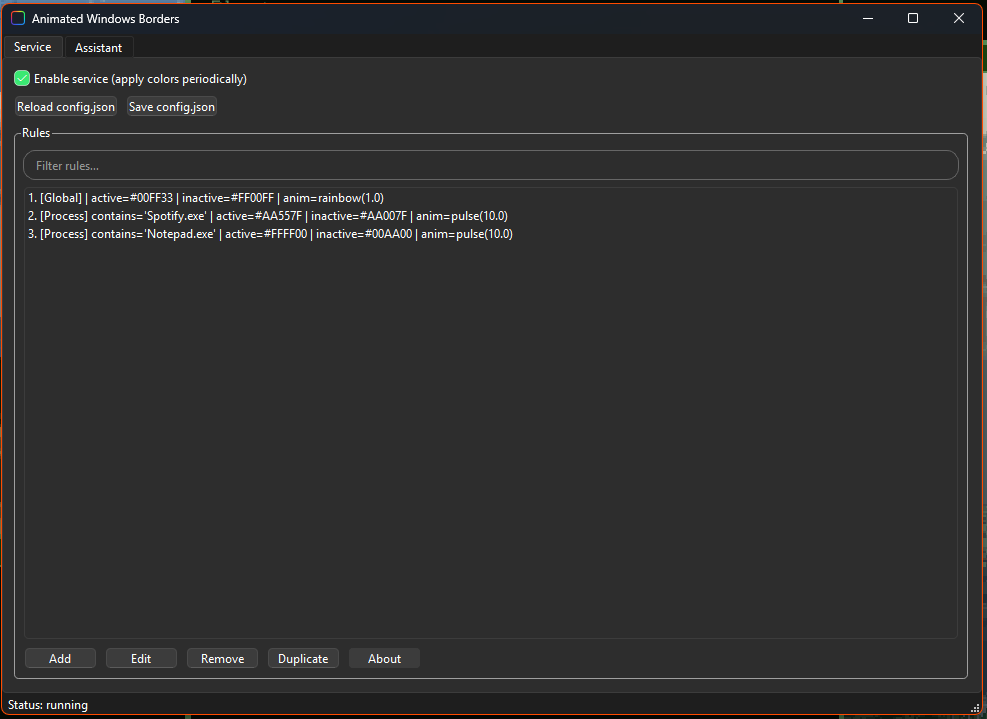 Animated Windows Borders
Service Assistant
Enable service (apply colors periodically)
Reload config.json Save config.json
Rules
Filter rules...
1. [Global] | active=#00FF33 | inactive=#FF00FF | anim=rainbow(1.0)
2. [Process] contains='Spotify.exe' | active=#AA557F | inactive=#AA007F | anim=pulse(10.0)
3. [Process] contains='Notepad.exe' | active=#FFFF00 | inactive=#00AA00 | anim=pulse(10.0)
Add Edit Remove Duplicate About
Status: running